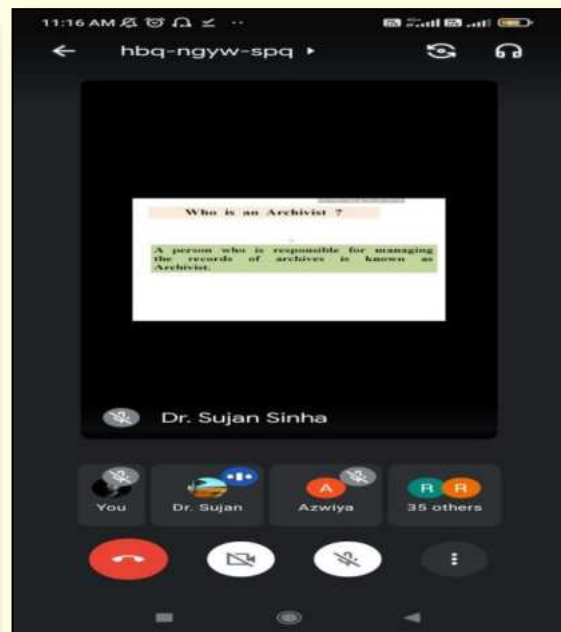 11:16 AM
hbq-ngyw-spq
Who is an Archivist ?
A person who is responsible for managing
the records of archives is known as
Archivist.
Dr. Sujan Sinha
You
Dr. Sujan
A
Azwiya
R R
35 others